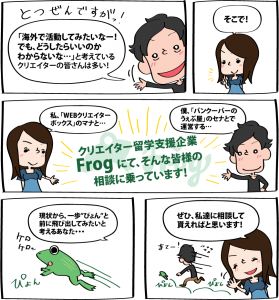 とつぜんですがっ!
「海外で活動してみたいなー!
でも、どうしたらいいのか
わからないな…」と考えている
クリエイターの皆さんは多い!
そこで!
私、「WEBクリエイター
ボックス」のマナと…
僕、「バンクーバーの
うぇぶ屋」のセナとで
運営する…
クリエイター留学支援企業
Frogにて、そんな皆様の
相談に乗っています!
現状から、一歩“ぴょん”と
前に飛び出してみたいと
考えるあなた・・・
ケロ
ケロ〜
ぴょん
ぜひ、私達に相談して
貰えればと思います!
まてー!
ぴょん